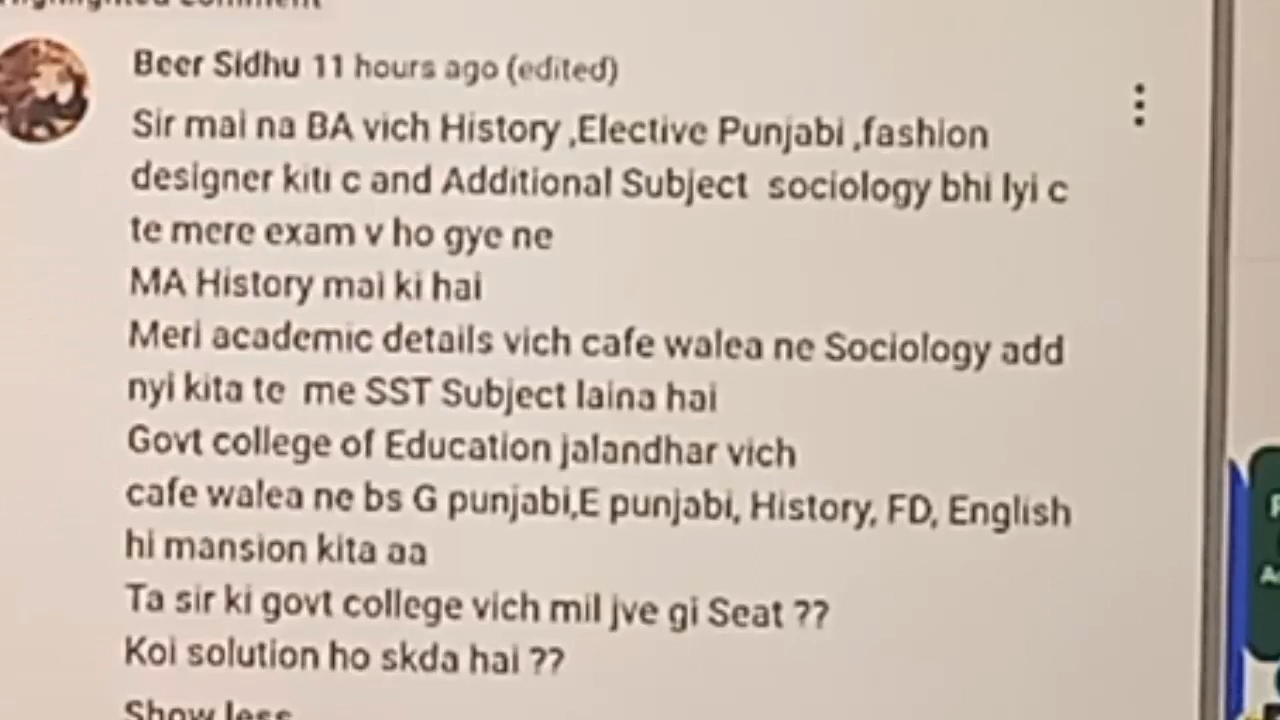 Highlighted comment
Beer Sidhu 11 hours ago (edited)
Sir mai na BA vich History ,Elective Punjabi ,fashion
designer kiti c and Additional Subject sociology bhi lyi c
te mere exam v ho gye ne
MA History mai ki hai
Meri academic details vich cafe walea ne Sociology add
nyi kita te me SST Subject laina hai
Govt college of Education jalandhar vich
cafe walea ne bs G punjabi,E punjabi, History, FD, English
hi mansion kita aa
Ta sir ki govt college vich mil jve gi Seat ??
Koi solution ho skda hai ??
Show less